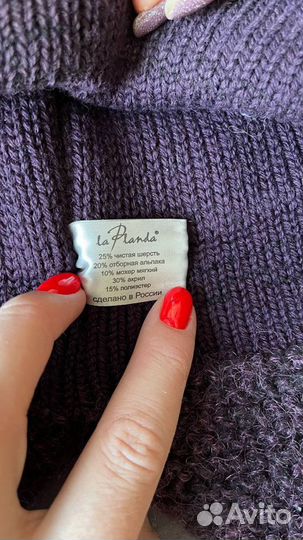 la Planda®
25% чистая шерсть
20% отборная альпака
10% мохер мягкий
30% акрил
15% полиэстер
сделано в России
Avito